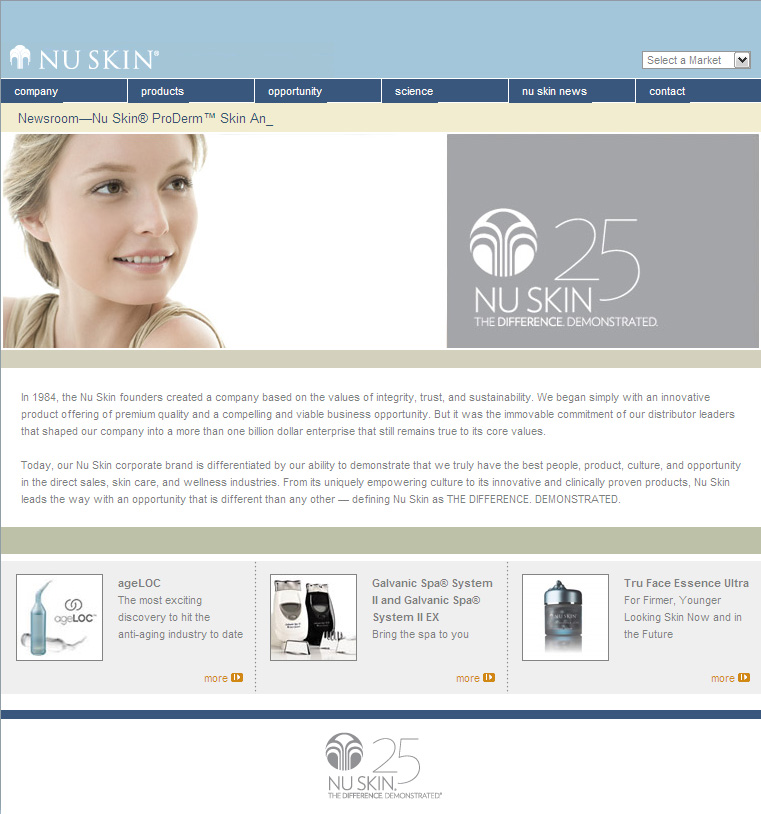 NU SKIN®
Select a Market
company
products
opportunity
science
nu skin news
contact
Newsroom—Nu Skin® ProDerm™ Skin An_
25
NU SKIN
THE DIFFERENCE. DEMONSTRATED.
In 1984, the Nu Skin founders created a company based on the values of integrity, trust, and sustainability. We began simply with an innovative
product offering of premium quality and a compelling and viable business opportunity. But it was the immovable commitment of our distributor leaders
that shaped our company into a more than one billion dollar enterprise that still remains true to its core values.
Today, our Nu Skin corporate brand is differentiated by our ability to demonstrate that we truly have the best people, product, culture, and opportunity
in the direct sales, skin care, and wellness industries. From its uniquely empowering culture to its innovative and clinically proven products, Nu Skin
leads the way with an opportunity that is different than any other — defining Nu Skin as THE DIFFERENCE. DEMONSTRATED.
ageLOC™
ageLOC
The most exciting
discovery to hit the
anti-aging industry to date
more
Galvanic Spa® System
II and Galvanic Spa®
System II EX
Bring the spa to you
more
NU SKIN
Tru Face Essence Ultra
For Firmer, Younger
Looking Skin Now and in
the Future
more
25
NU SKIN.
THE DIFFERENCE DEMONSTRATED®